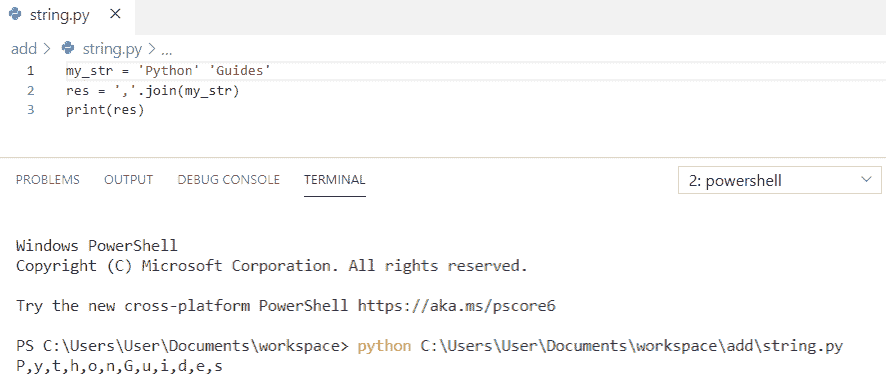 string.py ×
add > string.py > ...
1 my_str = 'Python' 'Guides'
2 res = ','.join(my_str)
3 print(res)
PROBLEMS OUTPUT DEBUG CONSOLE TERMINAL 2: powershell
Windows PowerShell
Copyright (C) Microsoft Corporation. All rights reserved.
Try the new cross-platform PowerShell https://aka.ms/pscore6
PS C:\Users\User\Documents\workspace> python C:\Users\User\Documents\workspace\add\string.py
P,y,t,h,o,n,G,u,i,d,e,s